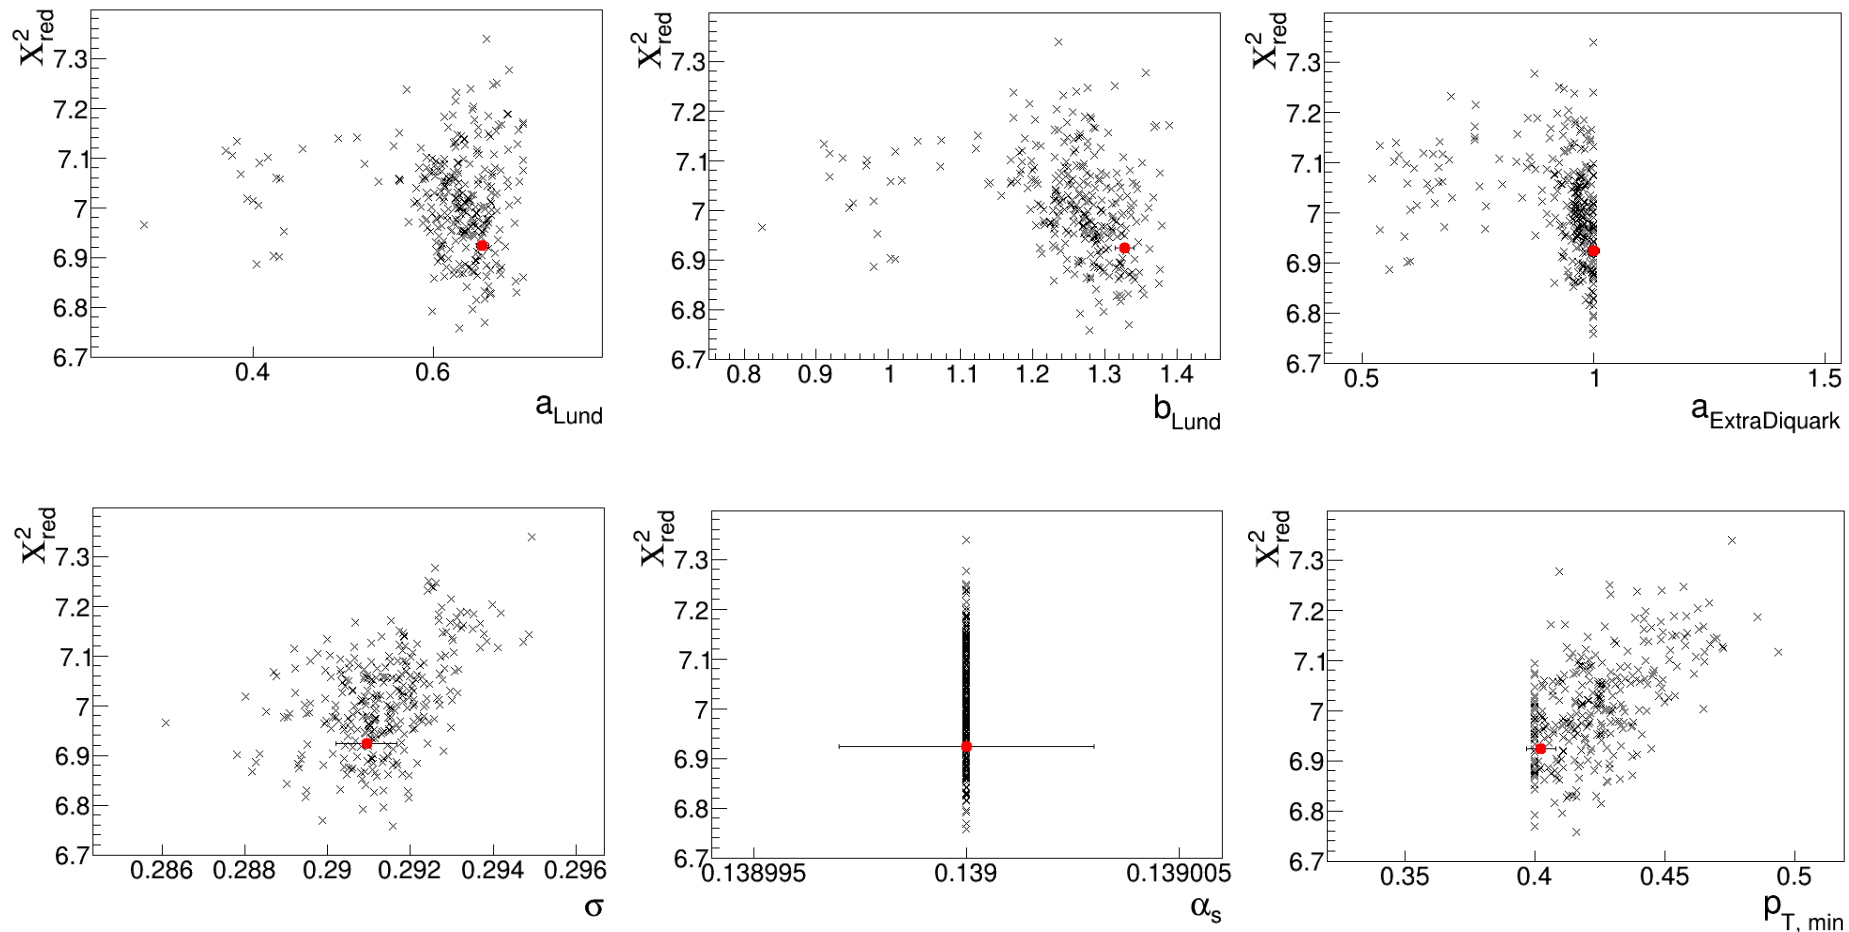 X²red
7.3
7.2
7.1
7
6.9
6.8
6.7
0.4 0.6
aLund
X²red
7.3
7.2
7.1
7
6.9
6.8
6.7
0.8 0.9 1 1.1 1.2 1.3 1.4
bLund
X²red
7.3
7.2
7.1
7
6.9
6.8
6.7
0.5 1 1.5
aExtraDiquark
X²red
7.3
7.2
7.1
7
6.9
6.8
6.7
0.286 0.288 0.29 0.292 0.294 0.296
σ
X²red
7.3
7.2
7.1
7
6.9
6.8
6.7
0.138995 0.139 0.139005
αs
X²red
7.3
7.2
7.1
7
6.9
6.8
6.7
0.35 0.4 0.45 0.5
pT, min